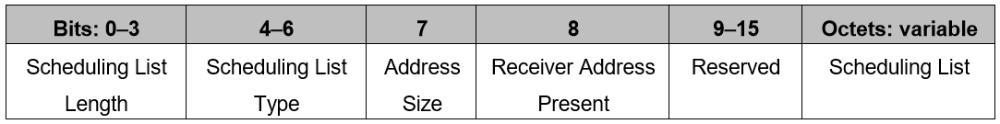 Bits: 0–3 4–6 7 8 9–15 Octets: variable
Scheduling List Scheduling List Address Receiver Address Reserved Scheduling List
Length Type Size Present